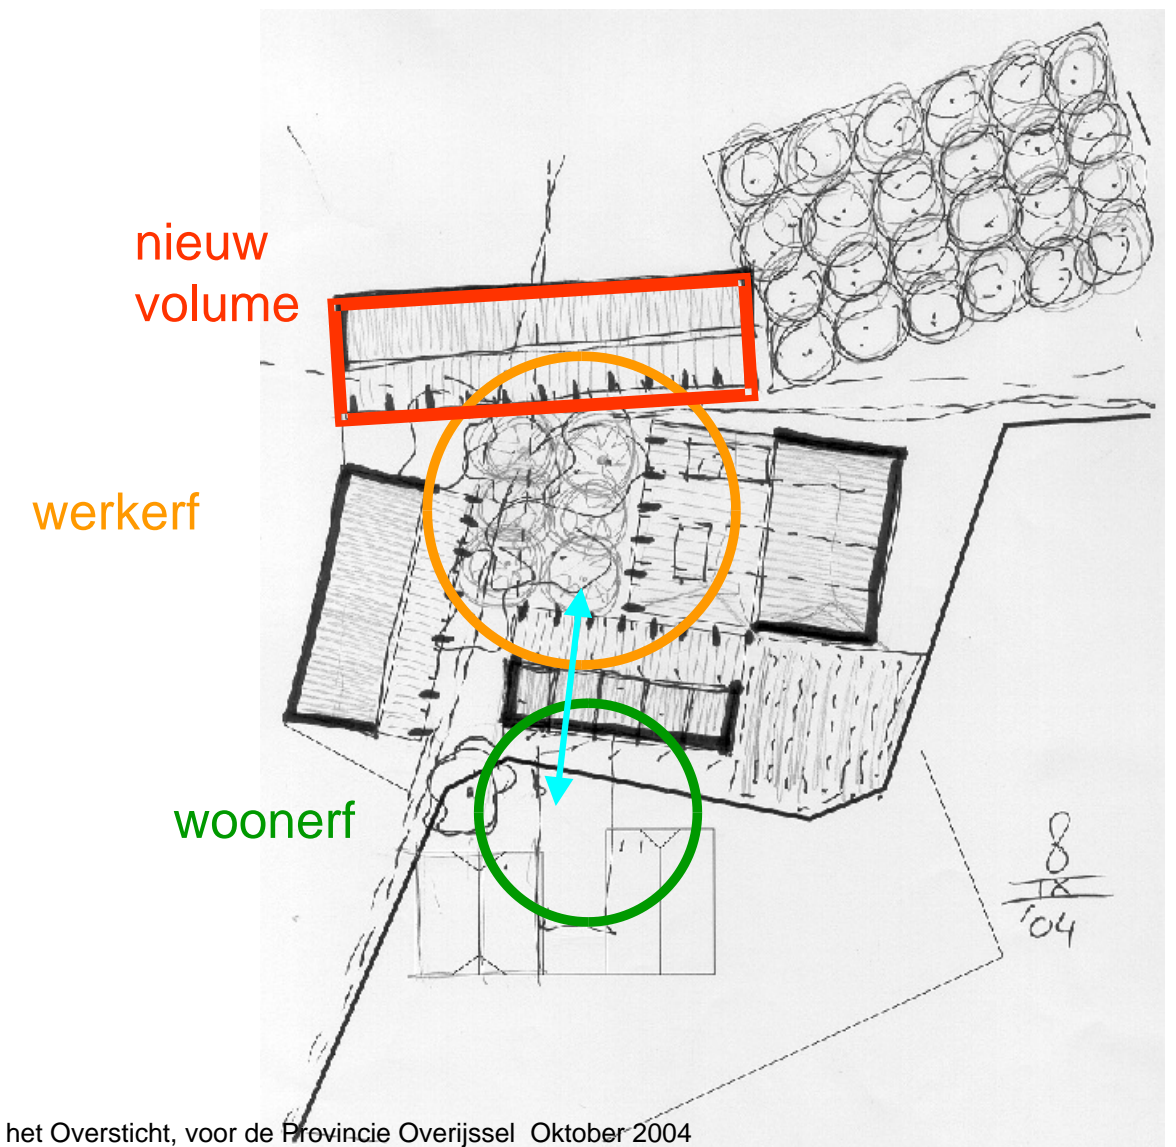 nieuw
volume
werkerf
woonerf
8
IX
'04
het Oversticht, voor de Provincie Overijssel Oktober 2004